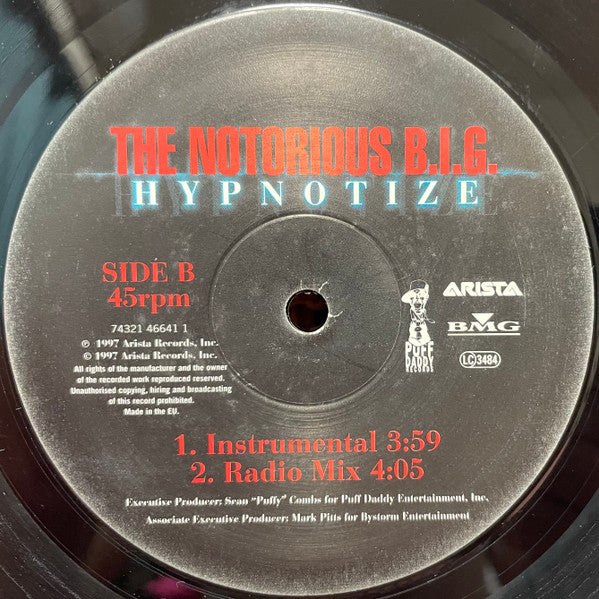 THE NOTORIOUS B.I.G.
HYPNOTIZE
SIDE B
45rpm
74321 46641 1
℗ 1997 Arista Records, Inc.
© 1997 Arista Records, Inc.
All rights of the manufacturer and the owner
of the recorded work reproduced reserved.
Unauthorised copying, hiring and broadcasting
of this record prohibited.
Made in the EU.
PUFF
DADDY
RECORDS
ARISTA
BMG
LC 3484
1. Instrumental 3:59
2. Radio Mix 4:05
Executive Producer: Sean "Puffy" Combs for Puff Daddy Entertainment, Inc.
Associate Executive Producer: Mark Pitts for Bystorm Entertainment